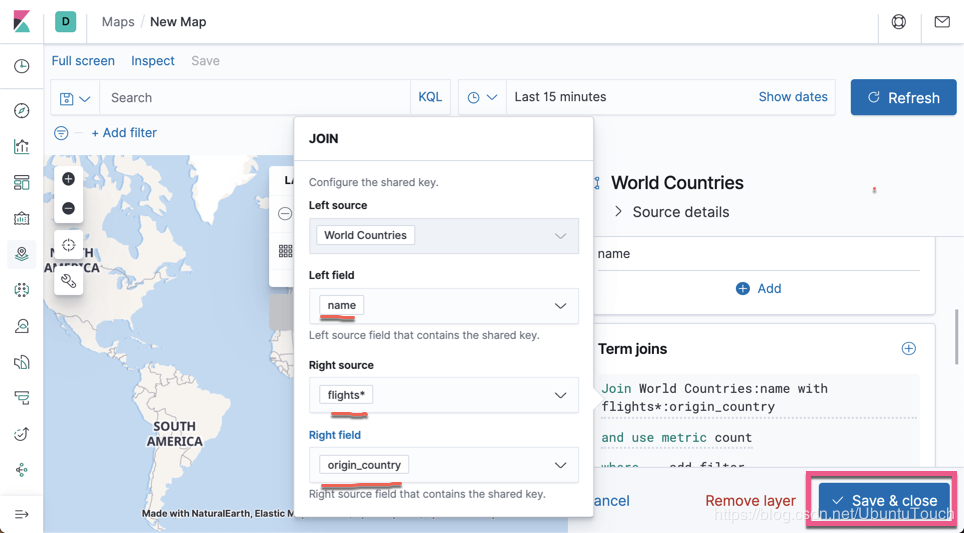 D
Maps / New Map
Full screen Inspect Save
Search KQL
Last 15 minutes Show dates
Refresh
+ Add filter
JOIN
Configure the shared key.
Left source
World Countries
Left field
name
Left source field that contains the shared key.
Right source
flights*
Right field
origin_country
Right source field that contains the shared key.
LA
AMERICA
SOUTH
AMERICA
Made with NaturalEarth, Elastic Ma
World Countries
Source details
name
Add
Term joins
Join World Countries:name with
flights*:origin_country
and use metric count
where -- add filter
ancel
Remove layer
Save & close
https://blog.csdn.net/UbuntuTouch